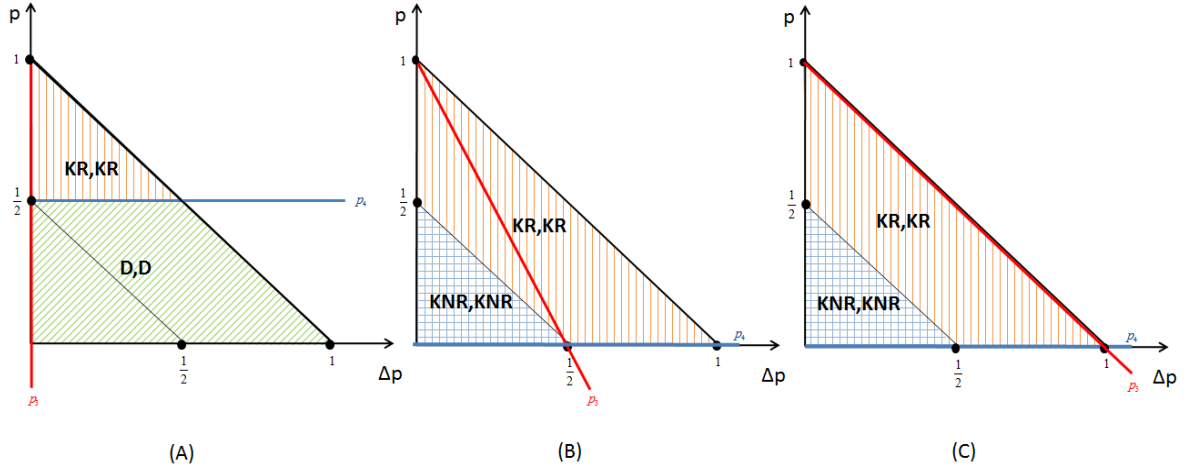 p
1
KR,KR
1/2
p₄
D,D
1/2
1
Δp
p₃
(A)
p
1
1/2
KR,KR
KNR,KNR
p₄
1/2
1
Δp
p₃
(B)
p
1
1/2
KR,KR
KNR,KNR
p₄
1/2
1
Δp
p₃
(C)